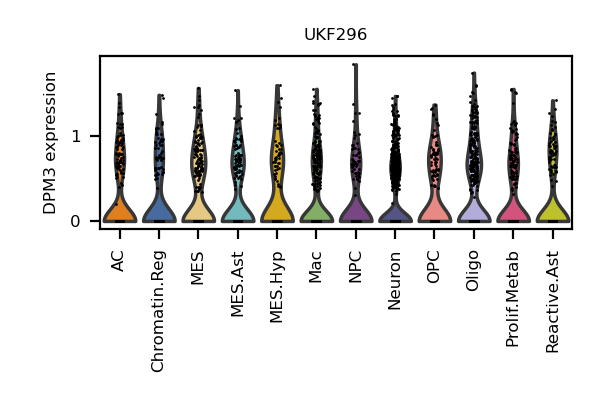 UKF296
DPM3 expression
1
0
AC
Chromatin.Reg
MES
MES.Ast
MES.Hyp
Mac
NPC
Neuron
OPC
Oligo
Prolif.Metab
Reactive.Ast